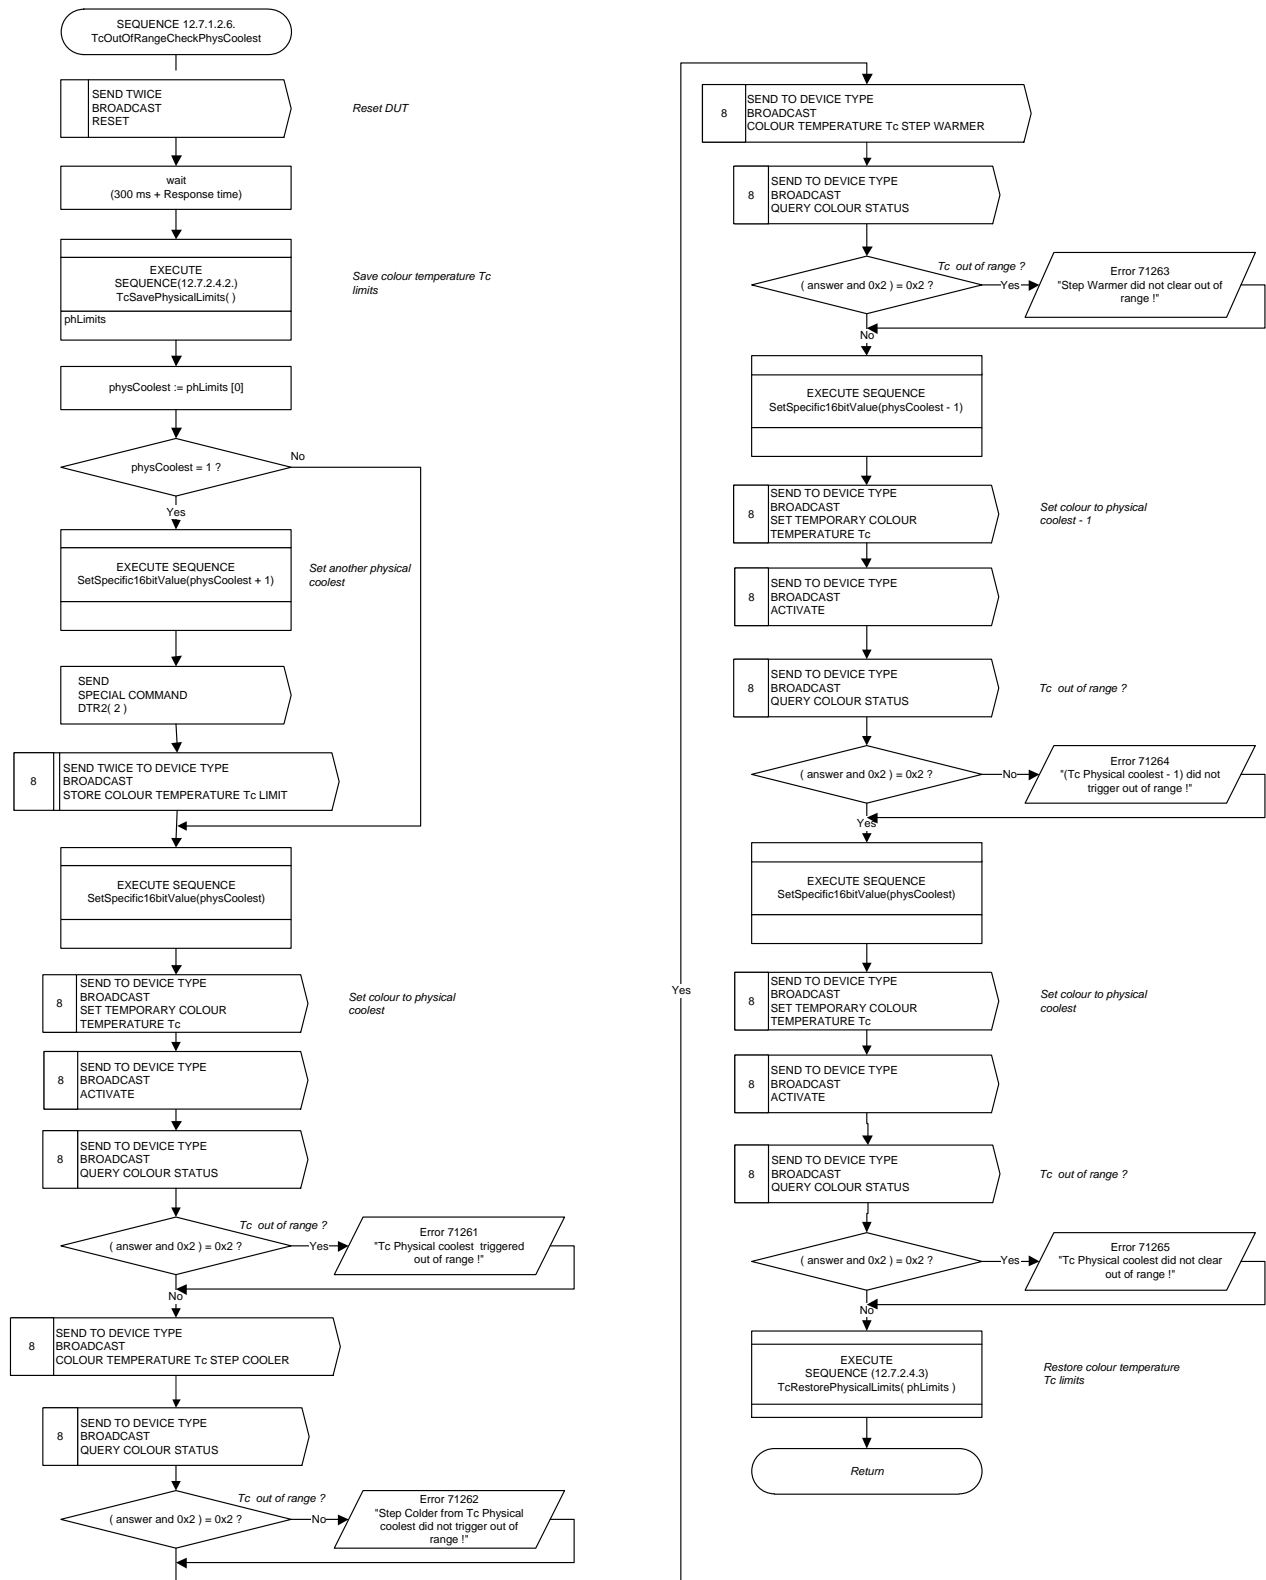 SEQUENCE 12.7.1.2.6.
TcOutOfRangeCheckPhysCoolest
SEND TWICE
BROADCAST
RESET
Reset DUT
wait
(300 ms + Response time)
EXECUTE
SEQUENCE(12.7.2.4.2.)
TcSavePhysicalLimits( )
phLimits
Save colour temperature Tc
limits
physCoolest := phLimits [0]
physCoolest = 1 ?
No
Yes
EXECUTE SEQUENCE
SetSpecific16bitValue(physCoolest + 1)
Set another physical
coolest
SEND
SPECIAL COMMAND
DTR2( 2 )
8
SEND TWICE TO DEVICE TYPE
BROADCAST
STORE COLOUR TEMPERATURE Tc LIMIT
EXECUTE SEQUENCE
SetSpecific16bitValue(physCoolest)
8
SEND TO DEVICE TYPE
BROADCAST
SET TEMPORARY COLOUR
TEMPERATURE Tc
Set colour to physical
coolest
8
SEND TO DEVICE TYPE
BROADCAST
ACTIVATE
8
SEND TO DEVICE TYPE
BROADCAST
QUERY COLOUR STATUS
Tc out of range ?
( answer and 0x2 ) = 0x2 ?
Yes
Error 71261
"Tc Physical coolest triggered
out of range !"
No
8
SEND TO DEVICE TYPE
BROADCAST
COLOUR TEMPERATURE Tc STEP COOLER
8
SEND TO DEVICE TYPE
BROADCAST
QUERY COLOUR STATUS
Tc out of range ?
( answer and 0x2 ) = 0x2 ?
No
Error 71262
"Step Colder from Tc Physical
coolest did not trigger out of
range !"
Yes
8
SEND TO DEVICE TYPE
BROADCAST
COLOUR TEMPERATURE Tc STEP WARMER
8
SEND TO DEVICE TYPE
BROADCAST
QUERY COLOUR STATUS
Tc out of range ?
( answer and 0x2 ) = 0x2 ?
Yes
Error 71263
"Step Warmer did not clear out of
range !"
No
EXECUTE SEQUENCE
SetSpecific16bitValue(physCoolest - 1)
8
SEND TO DEVICE TYPE
BROADCAST
SET TEMPORARY COLOUR
TEMPERATURE Tc
Set colour to physical
coolest - 1
8
SEND TO DEVICE TYPE
BROADCAST
ACTIVATE
8
SEND TO DEVICE TYPE
BROADCAST
QUERY COLOUR STATUS
Tc out of range ?
( answer and 0x2 ) = 0x2 ?
No
Error 71264
"(Tc Physical coolest - 1) did not
trigger out of range !"
Yes
EXECUTE SEQUENCE
SetSpecific16bitValue(physCoolest)
8
SEND TO DEVICE TYPE
BROADCAST
SET TEMPORARY COLOUR
TEMPERATURE Tc
Set colour to physical
coolest
8
SEND TO DEVICE TYPE
BROADCAST
ACTIVATE
8
SEND TO DEVICE TYPE
BROADCAST
QUERY COLOUR STATUS
Tc out of range ?
( answer and 0x2 ) = 0x2 ?
Yes
Error 71265
"Tc Physical coolest did not clear
out of range !"
No
EXECUTE
SEQUENCE (12.7.2.4.3)
TcRestorePhysicalLimits( phLimits )
Restore colour temperature
Tc limits
Return